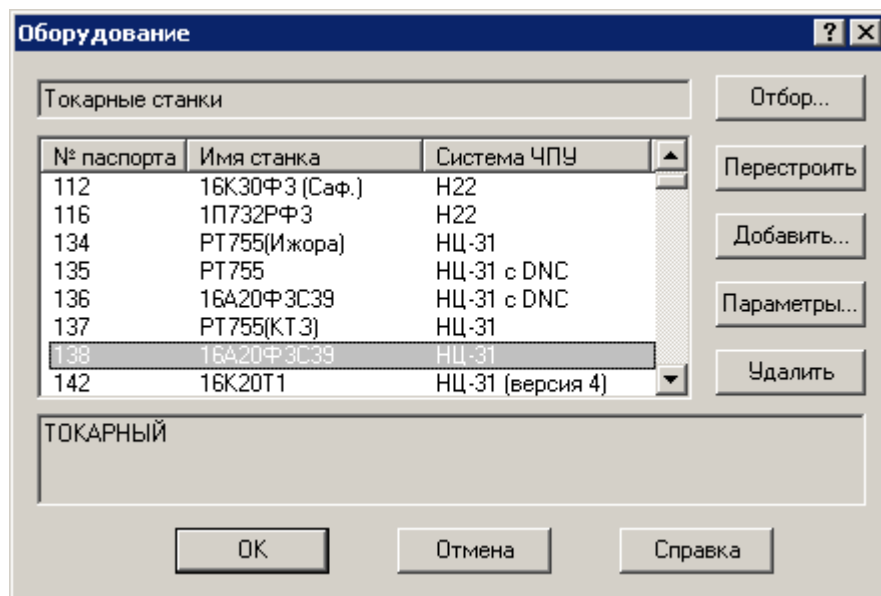 Оборудование
Токарные станки
Отбор...
№ паспорта Имя станка Система ЧПУ
Перестроить
112 16К30Ф3 (Саф.) Н22
116 1П732РФ3 Н22
134 РТ755(Ижора) НЦ-31
Добавить...
135 РТ755 НЦ-31 с DNC
136 16А20Ф3С39 НЦ-31 с DNC
Параметры...
137 РТ755(КТЗ) НЦ-31
138 16А20Ф3С39 НЦ-31
142 16К20Т1 НЦ-31 (версия 4)
Удалить
ТОКАРНЫЙ
OK Отмена Справка